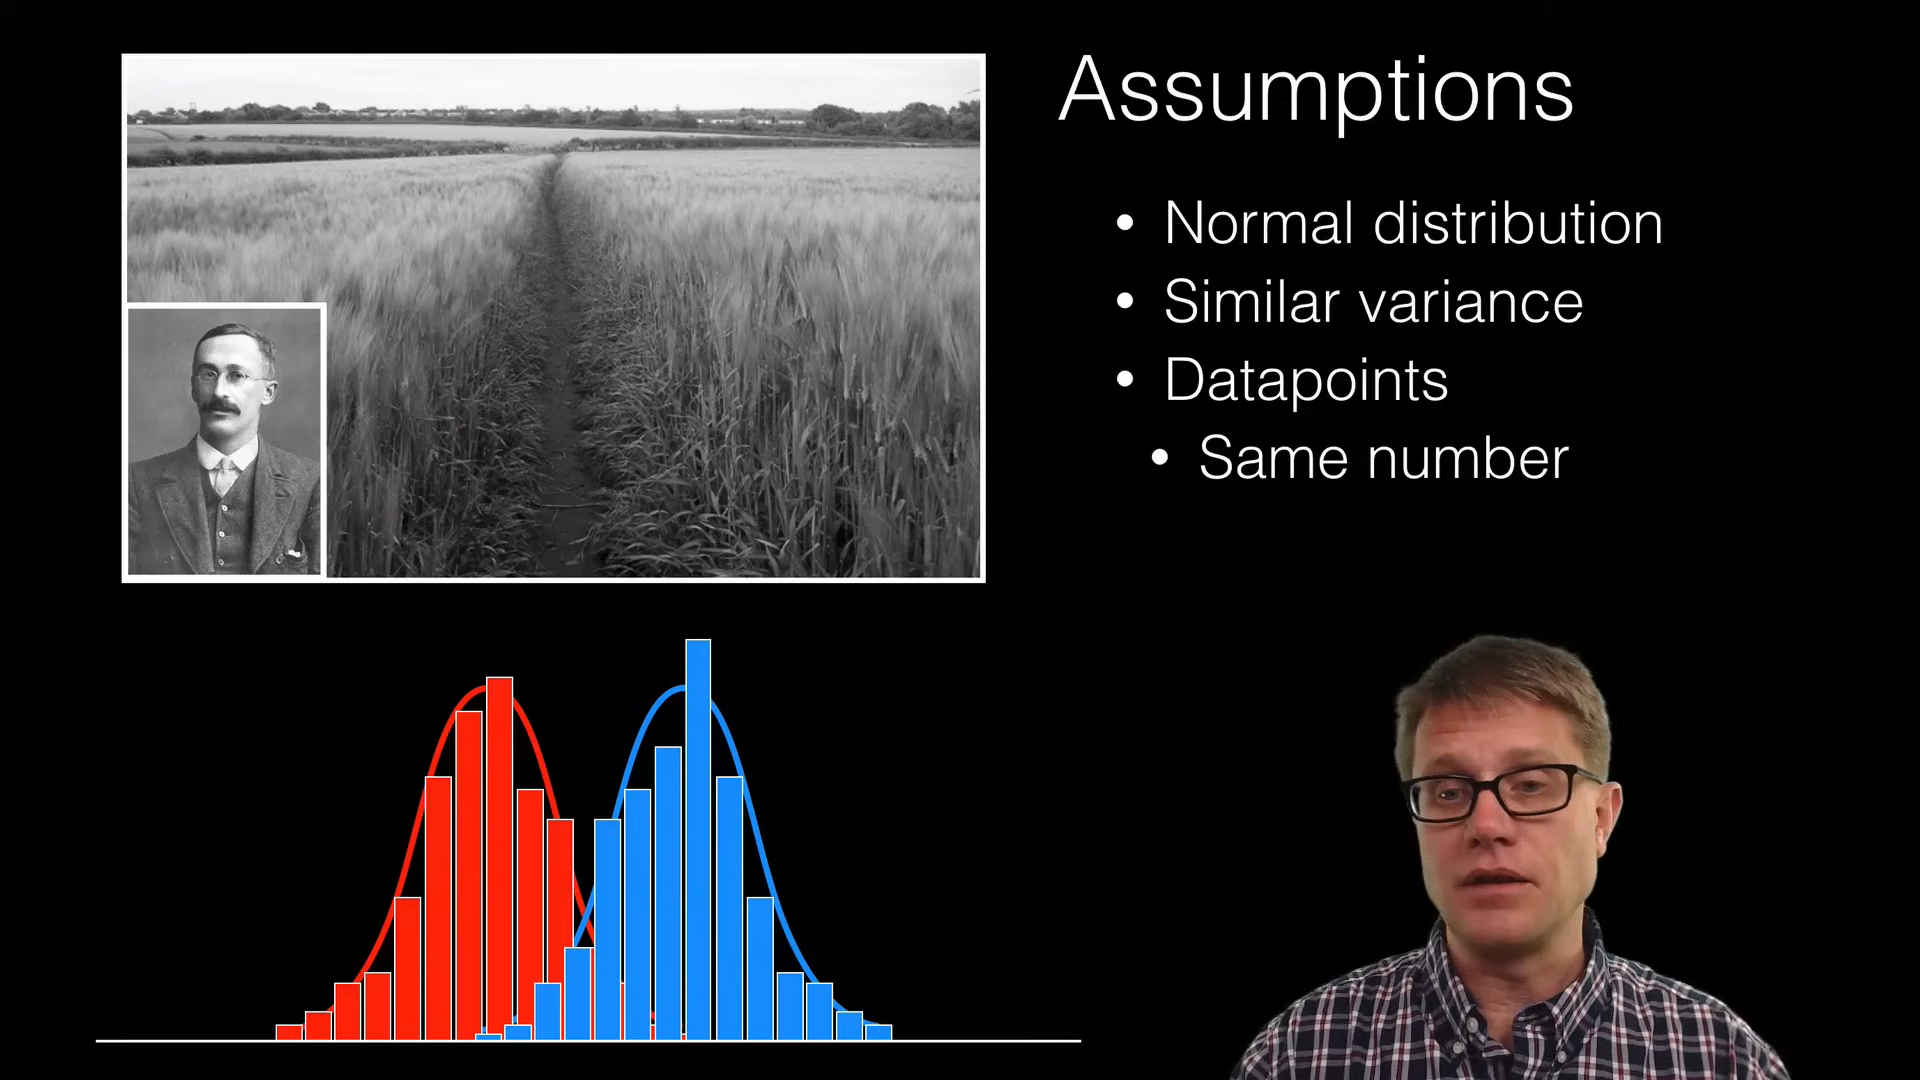 Assumptions
• Normal distribution
• Similar variance
• Datapoints
• Same number